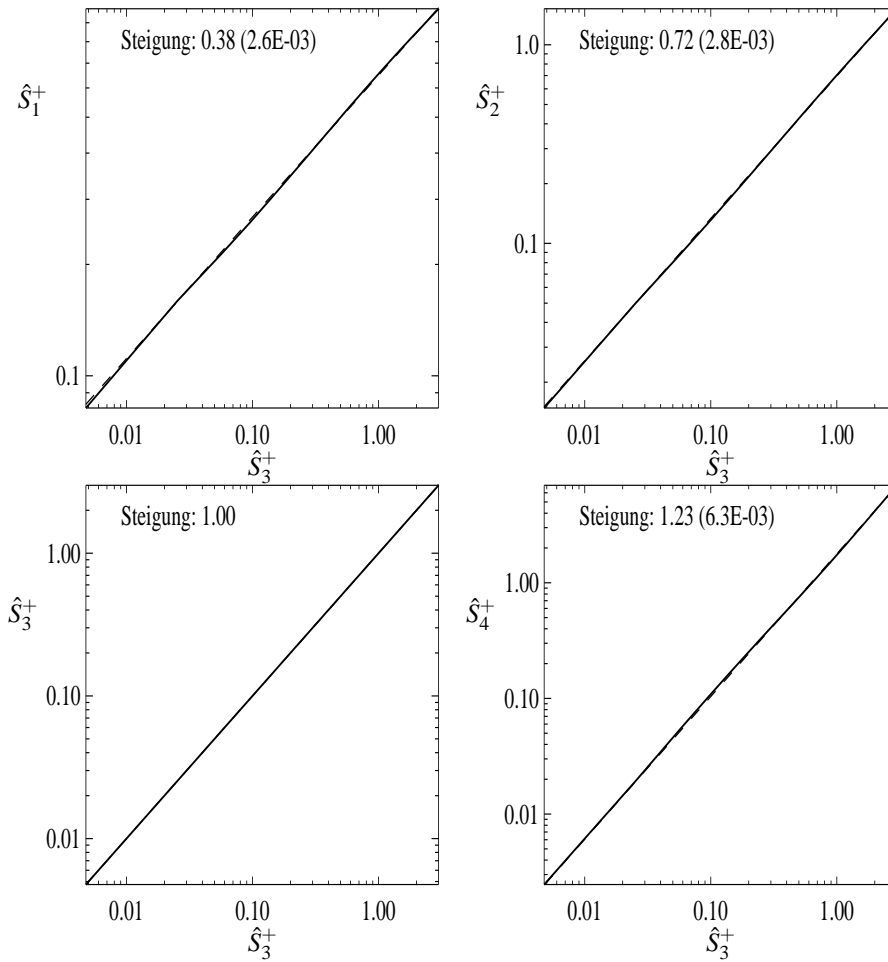 Steigung: 0.38 (2.6E-03)
Ŝ₁⁺
0.1
0.01 0.10 1.00
Ŝ₃⁺
Steigung: 0.72 (2.8E-03)
1.0
Ŝ₂⁺
0.1
0.01 0.10 1.00
Ŝ₃⁺
Steigung: 1.00
1.00
Ŝ₃⁺
0.10
0.01
0.01 0.10 1.00
Ŝ₃⁺
Steigung: 1.23 (6.3E-03)
1.00
Ŝ₄⁺
0.10
0.01
0.01 0.10 1.00
Ŝ₃⁺